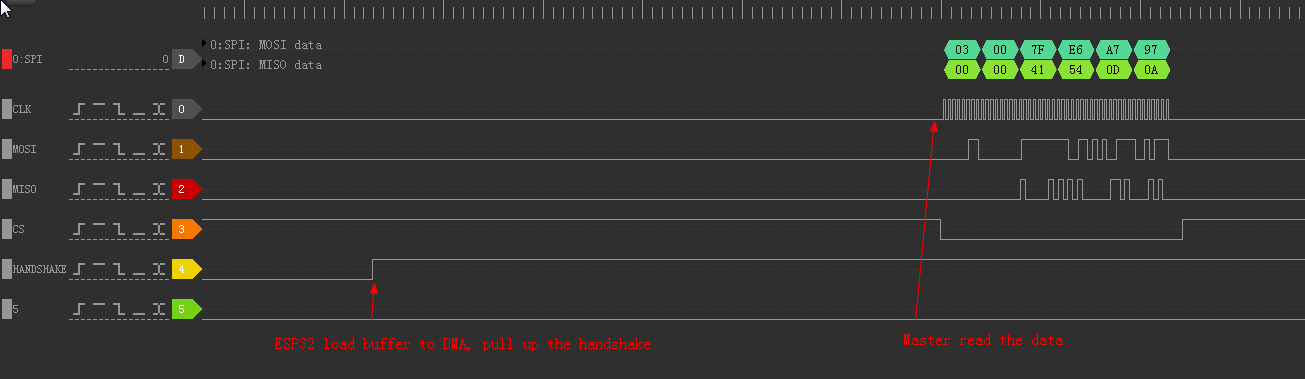 0:SPI: MOSI data
0:SPI 0 D 03 00 7F E6 A7 97
0:SPI: MISO data 00 00 41 54 0D 0A
CLK 0
MOSI 1
MISO 2
CS 3
HANDSHAKE 4
5 5
ESP32 load buffer to DMA, pull up the handshake
Master read the data